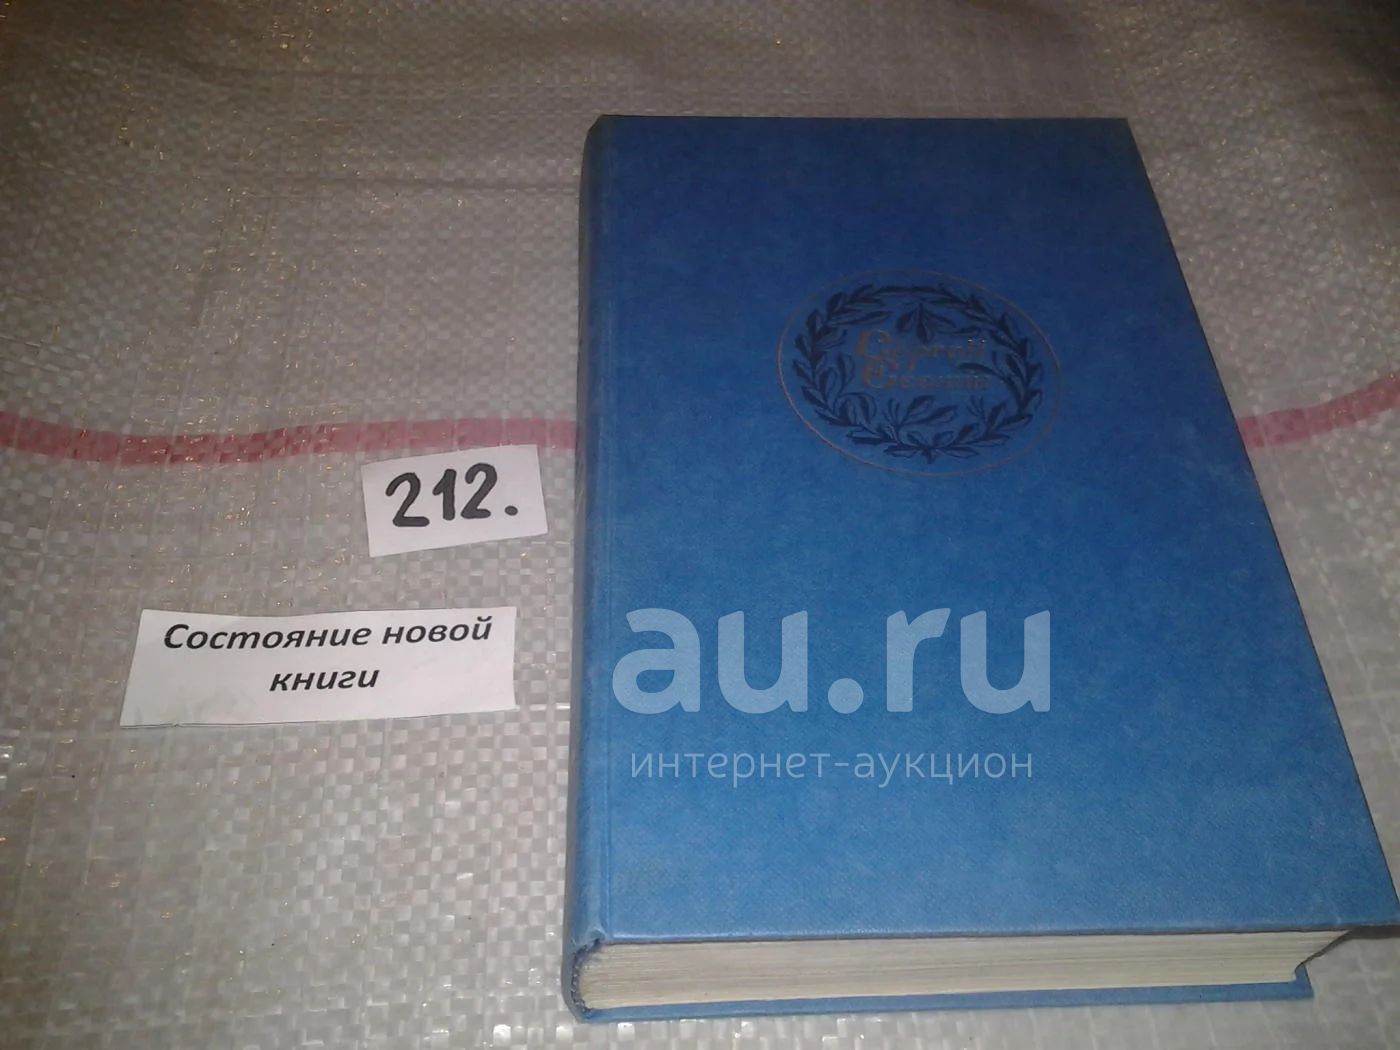 Сергей
Есенин
212.
Состояние новой
книги
au.ru
интернет-аукцион